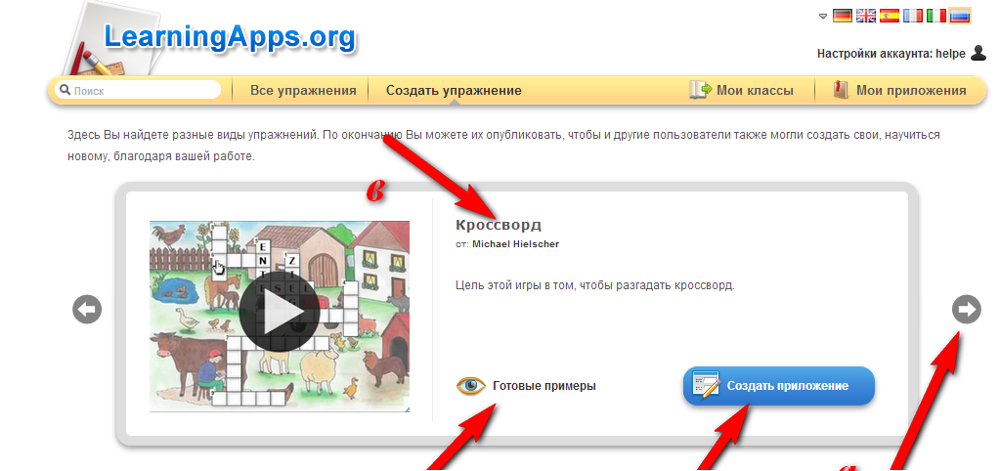 LearningApps.org
Настройки аккаунта: helpe
Поиск
Все упражнения
Создать упражнение
Мои классы
Мои приложения
Здесь Вы найдете разные виды упражнений. По окончанию Вы можете их опубликовать, чтобы и другие пользователи также могли создать свои, научиться
новому, благодаря вашей работе.
в
Кроссворд
от: Michael Hielscher
Цель этой игры в том, чтобы разгадать кроссворд.
Готовые примеры
Создать приложение